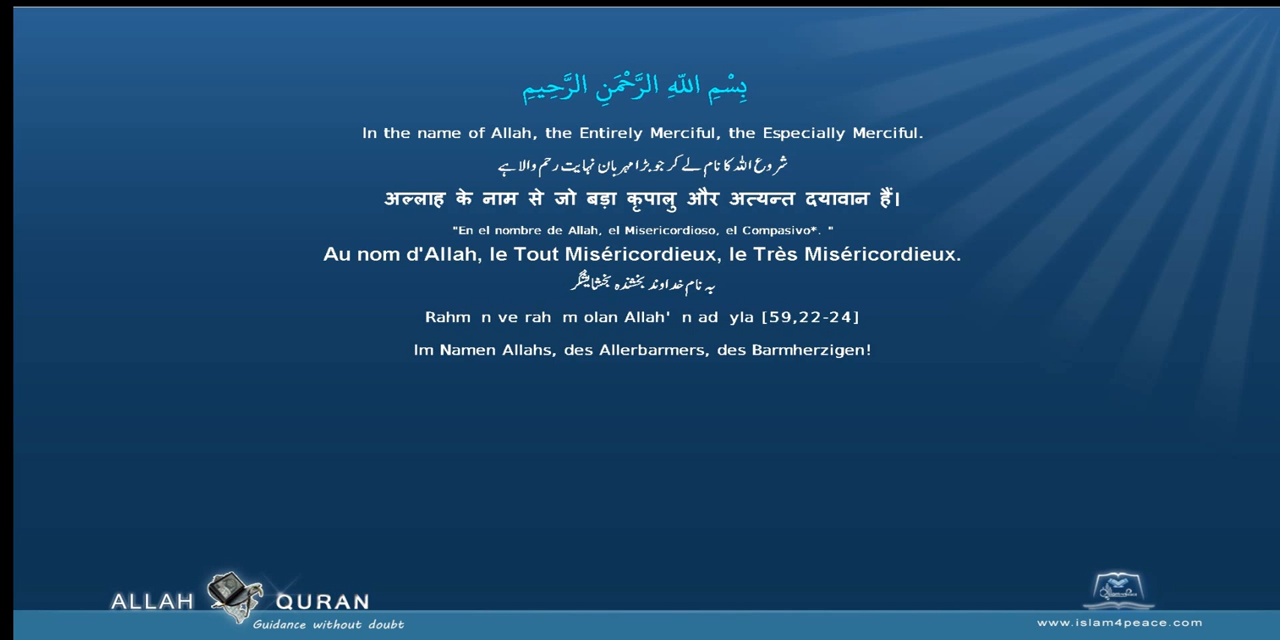 بِسْمِ اللَّهِ الرَّحْمَنِ الرَّحِيمِ
In the name of Allah, the Entirely Merciful, the Especially Merciful.
شروع اللہ کا نام لے کر جو بڑا مہربان نہایت رحم والا ہے
अल्लाह के नाम से जो बड़ा कृपालु और अत्यन्त दयावान हैं।
"En el nombre de Allah, el Misericordioso, el Compasivo*. "
Au nom d'Allah, le Tout Miséricordieux, le Très Miséricordieux.
به نام خداوند بخشنده بخشایشگر
Rahm n ve rah m olan Allah' n ad yla [59,22-24]
Im Namen Allahs, des Allerbarmers, des Barmherzigen!
ALLAH QURAN
Guidance without doubt
www.islam4peace.com